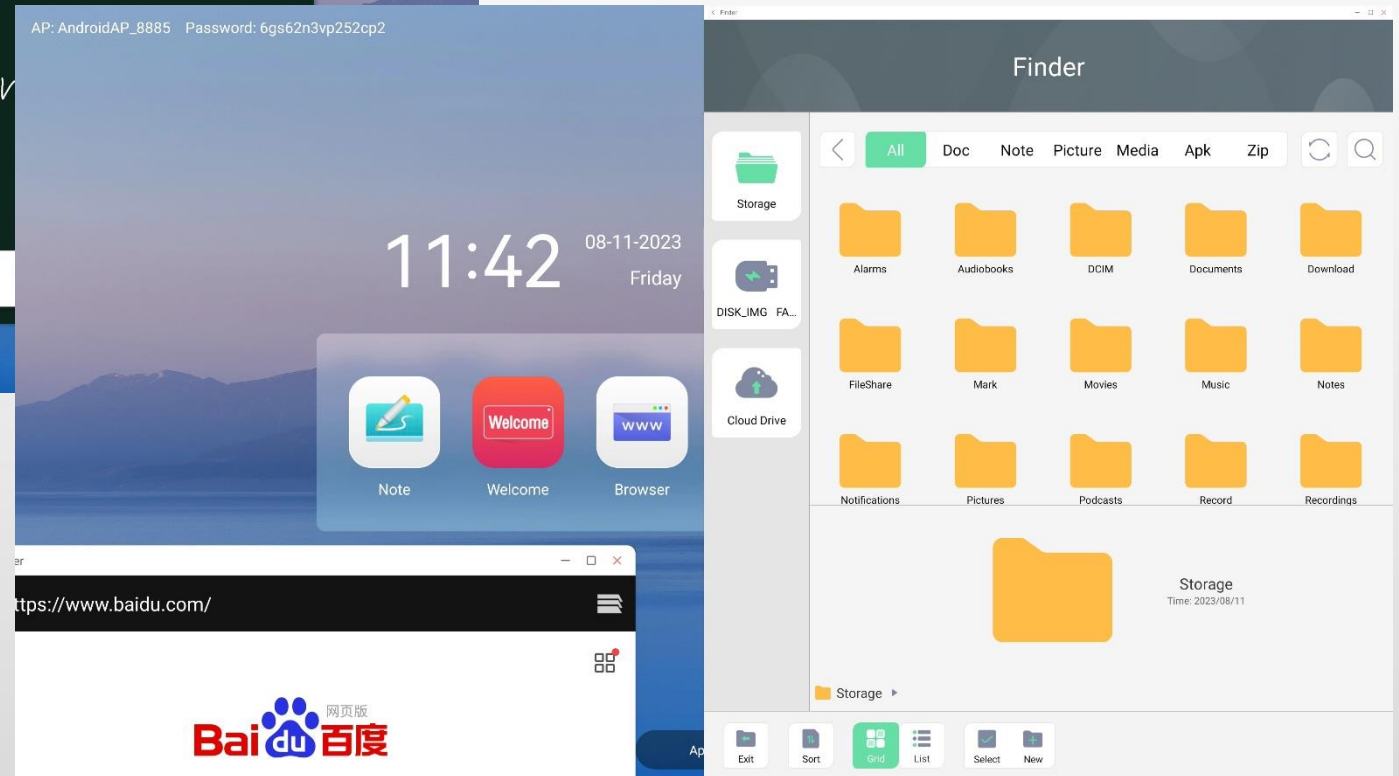 AP: AndroidAP_8885 Password: 6gs62n3vp252cp2
11:42
08-11-2023
Friday
Welcome
www
Note Welcome Browser
er
ttps://www.baidu.com/
网页版
Bai du 百度
Ap
Finder
Finder
Storage
DISK_IMG FA...
Cloud Drive
All Doc Note Picture Media Apk Zip
Alarms Audiobooks DCIM Documents Download
FileShare Mark Movies Music Notes
Notifications Pictures Podcasts Record Recordings
Storage
Time: 2023/08/11
Storage
Exit Sort Grid List Select New